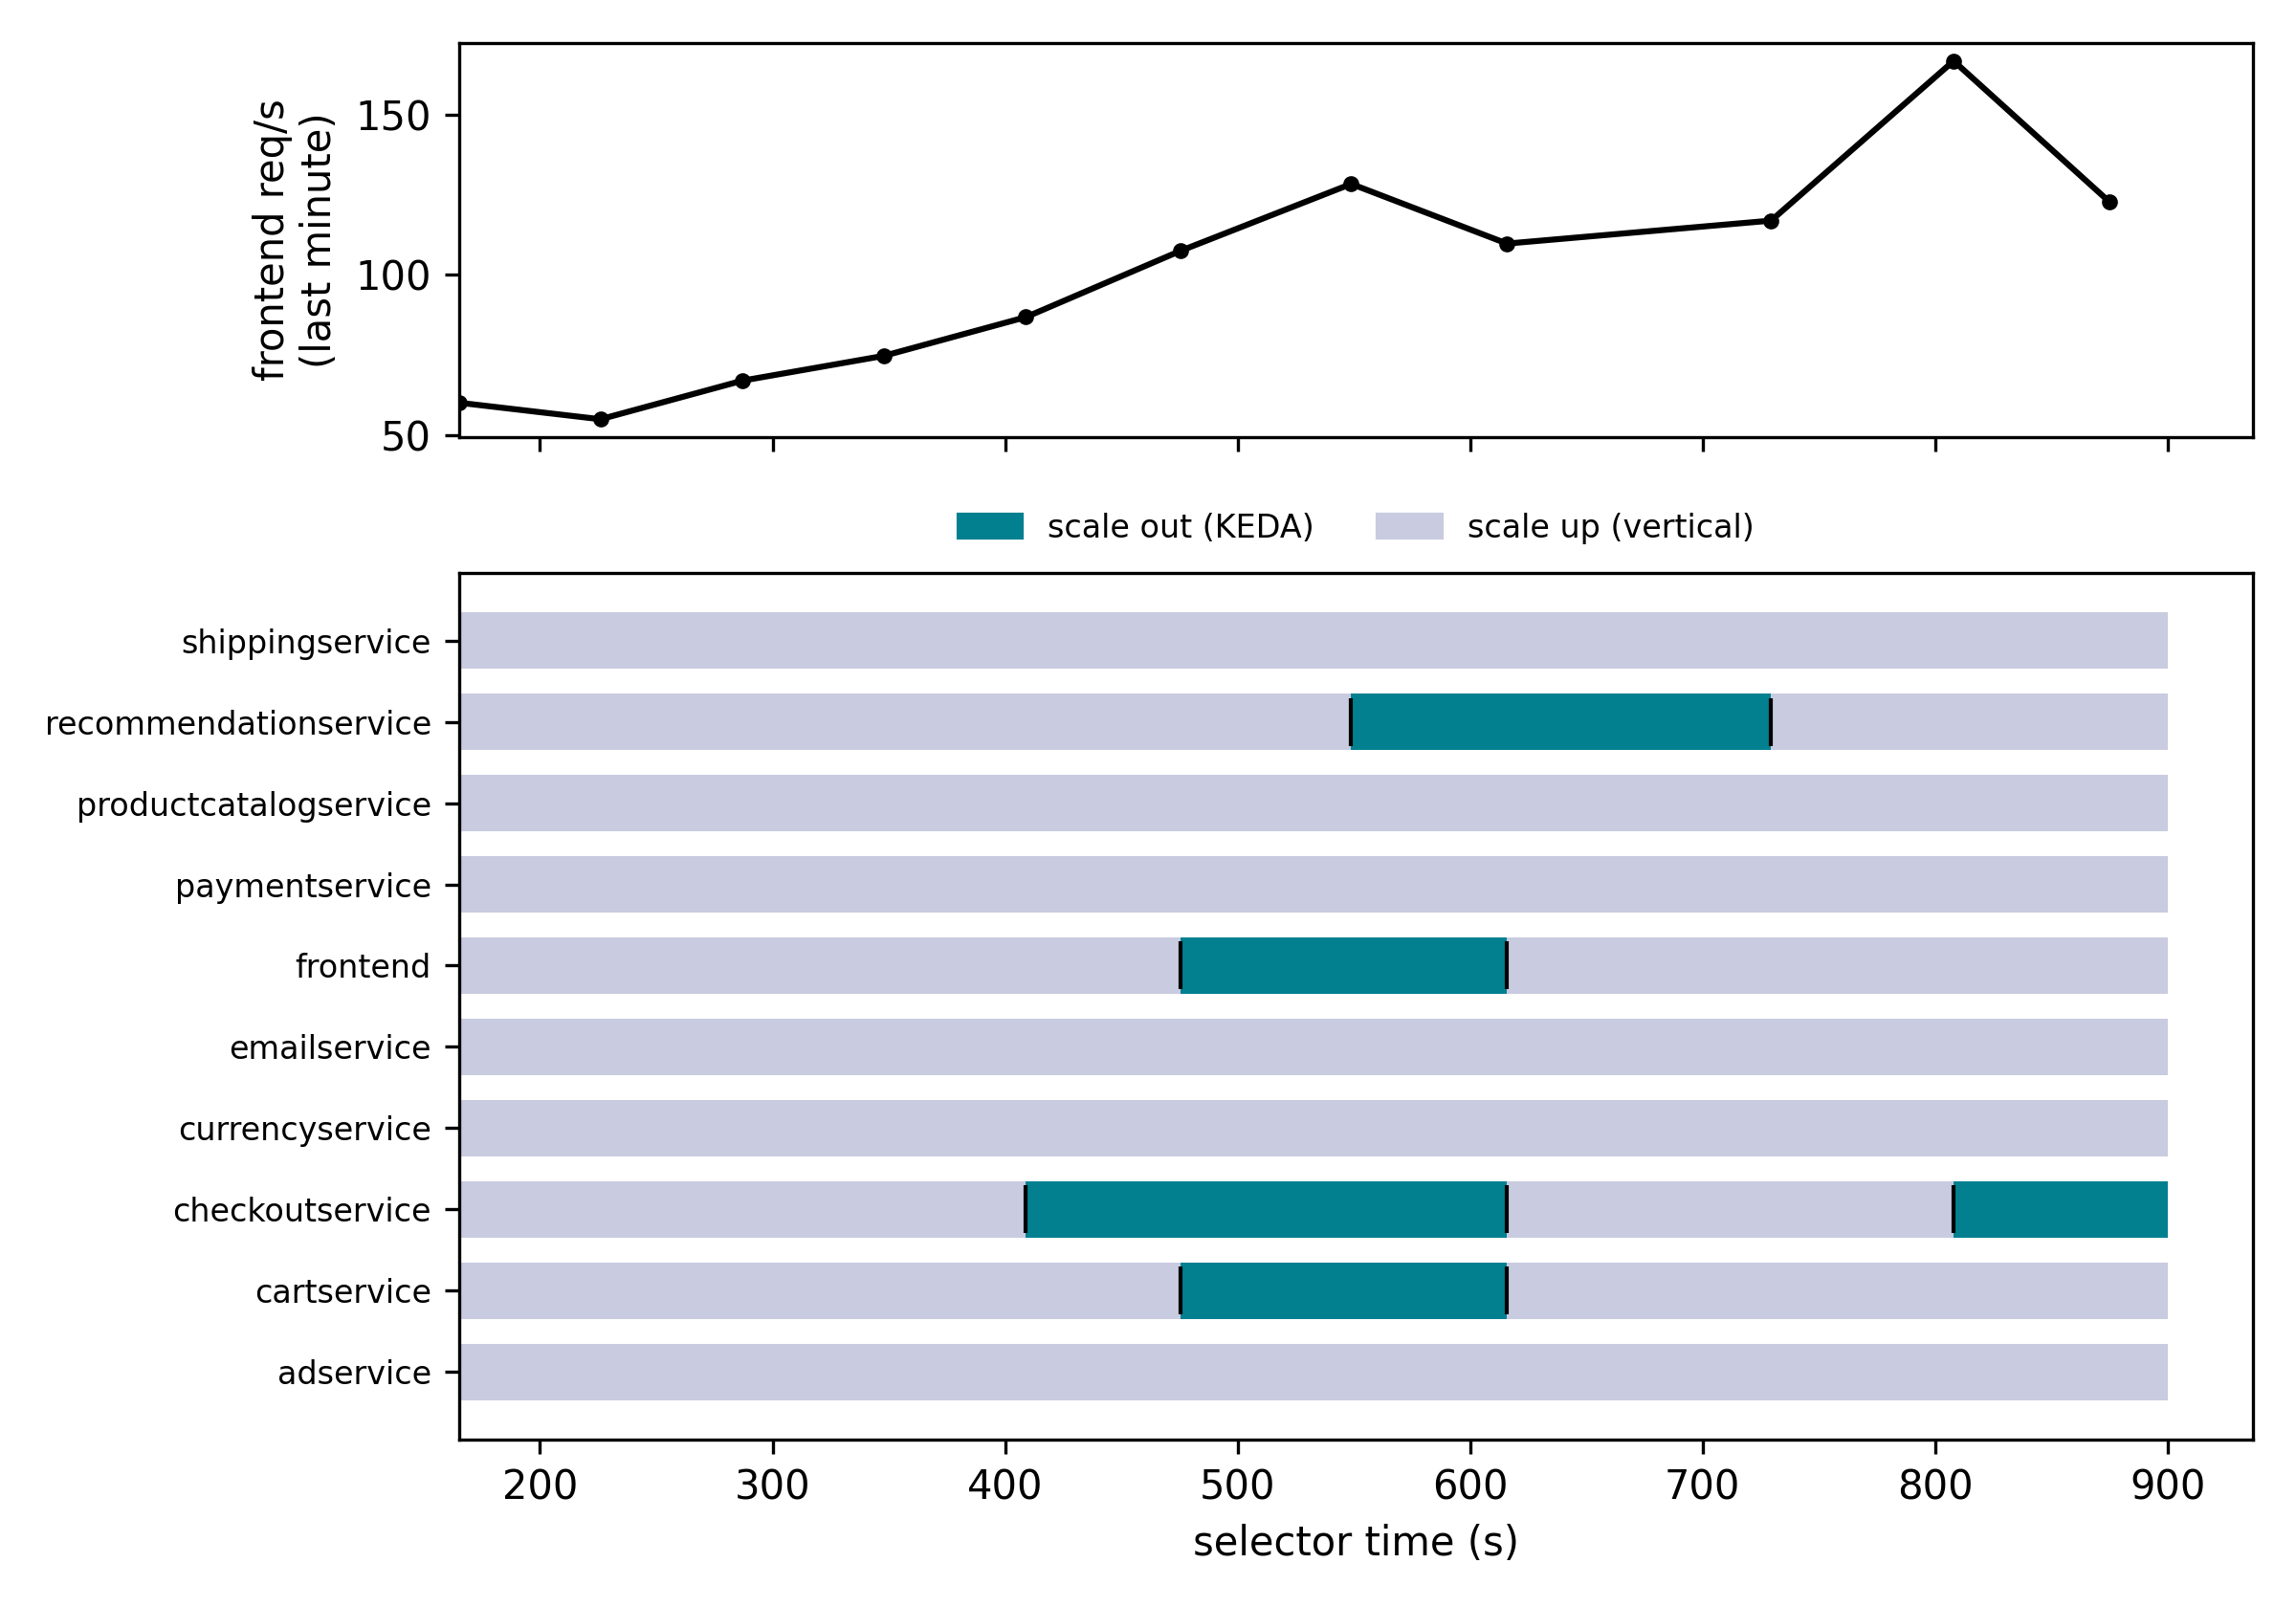 frontend req/s
(last minute)
150
100
50
scale out (KEDA)
scale up (vertical)
shippingservice
recommendationservice
productcatalogservice
paymentservice
frontend
emailservice
currencyservice
checkoutservice
cartservice
adservice
200 300 400 500 600 700 800 900
selector time (s)